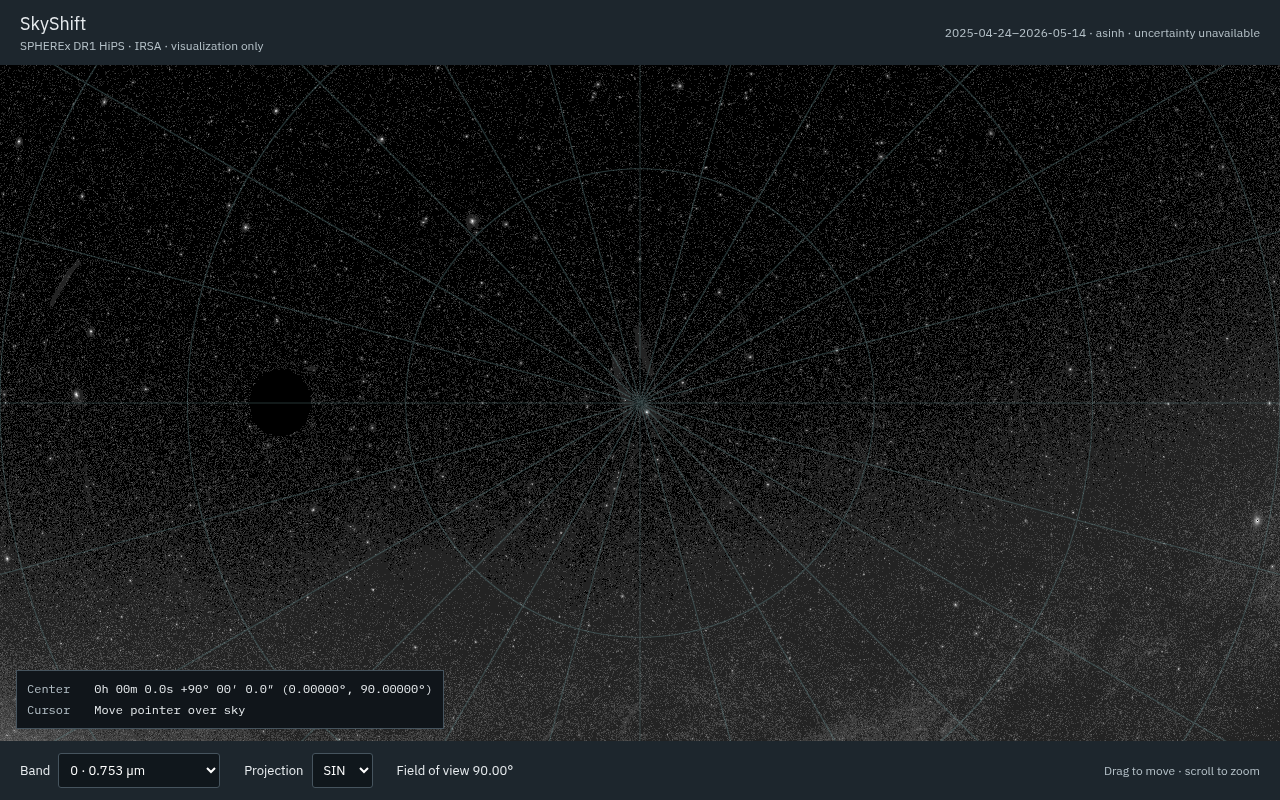 SkyShift
SPHEREx DR1 HiPS · IRSA · visualization only
2025-04-24–2026-05-14 · asinh · uncertainty unavailable
Center 0h 00m 0.0s +90° 00′ 0.0″ (0.00000°, 90.00000°)
Cursor Move pointer over sky
Band 0 · 0.753 µm Projection SIN Field of view 90.00° Drag to move · scroll to zoom